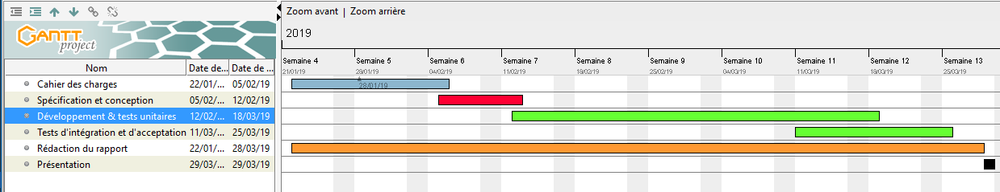 Zoom avant | Zoom arrière
GANTT
project
2019
Nom Date de... Date de ...
Semaine 4 Semaine 5 Semaine 6 Semaine 7 Semaine 8 Semaine 9 Semaine 10 Semaine 11 Semaine 12 Semaine 13
21/01/19 28/01/19 04/02/19 11/02/19 18/02/19 25/02/19 04/03/19 11/03/19 18/03/19 25/03/19
Cahier des charges 22/01/... 05/02/19
28/01/19
Spécification et conception 05/02/... 12/02/19
Développement & tests unitaires 12/02/... 18/03/19
Tests d'intégration et d'acceptation 11/03/... 25/03/19
Rédaction du rapport 22/01/... 28/03/19
Présentation 29/03/... 29/03/19